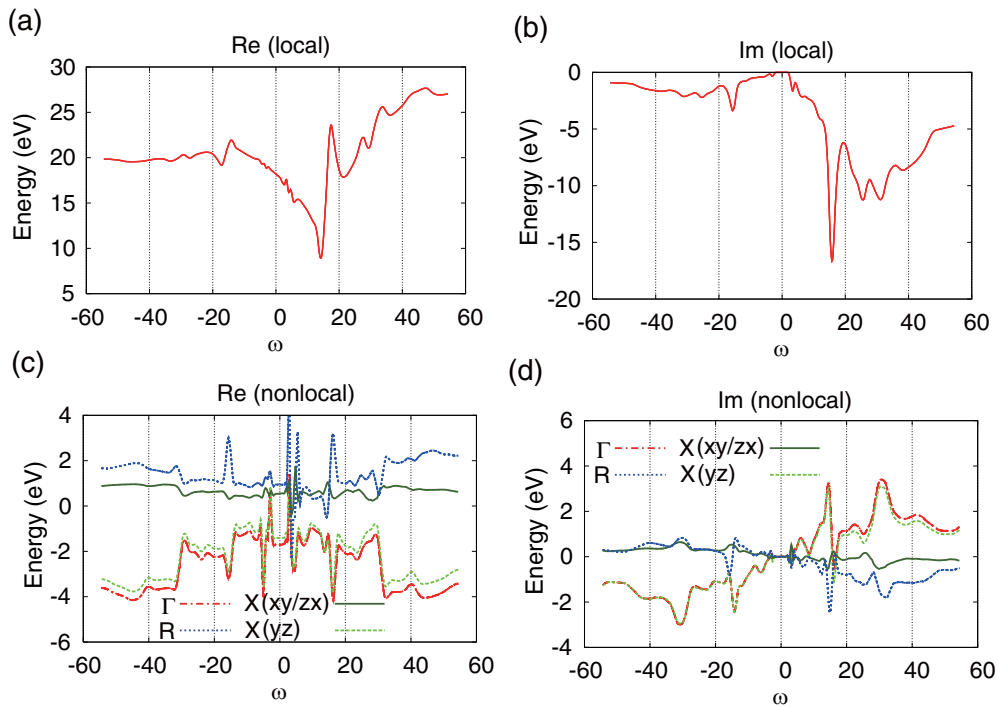 (a)
Re (local)
Energy (eV)
30
25
20
15
10
5
-60 -40 -20 0 20 40 60
ω
(b)
Im (local)
Energy (eV)
0
-5
-10
-15
-20
-60 -40 -20 0 20 40 60
ω
(c)
Re (nonlocal)
Energy (eV)
4
2
0
-2
-4
-6
Γ X(xy/zx)
R X(yz)
-60 -40 -20 0 20 40 60
ω
(d)
Im (nonlocal)
Energy (eV)
6
4
2
0
-2
-4
Γ X(xy/zx)
R X(yz)
-60 -40 -20 0 20 40 60
ω